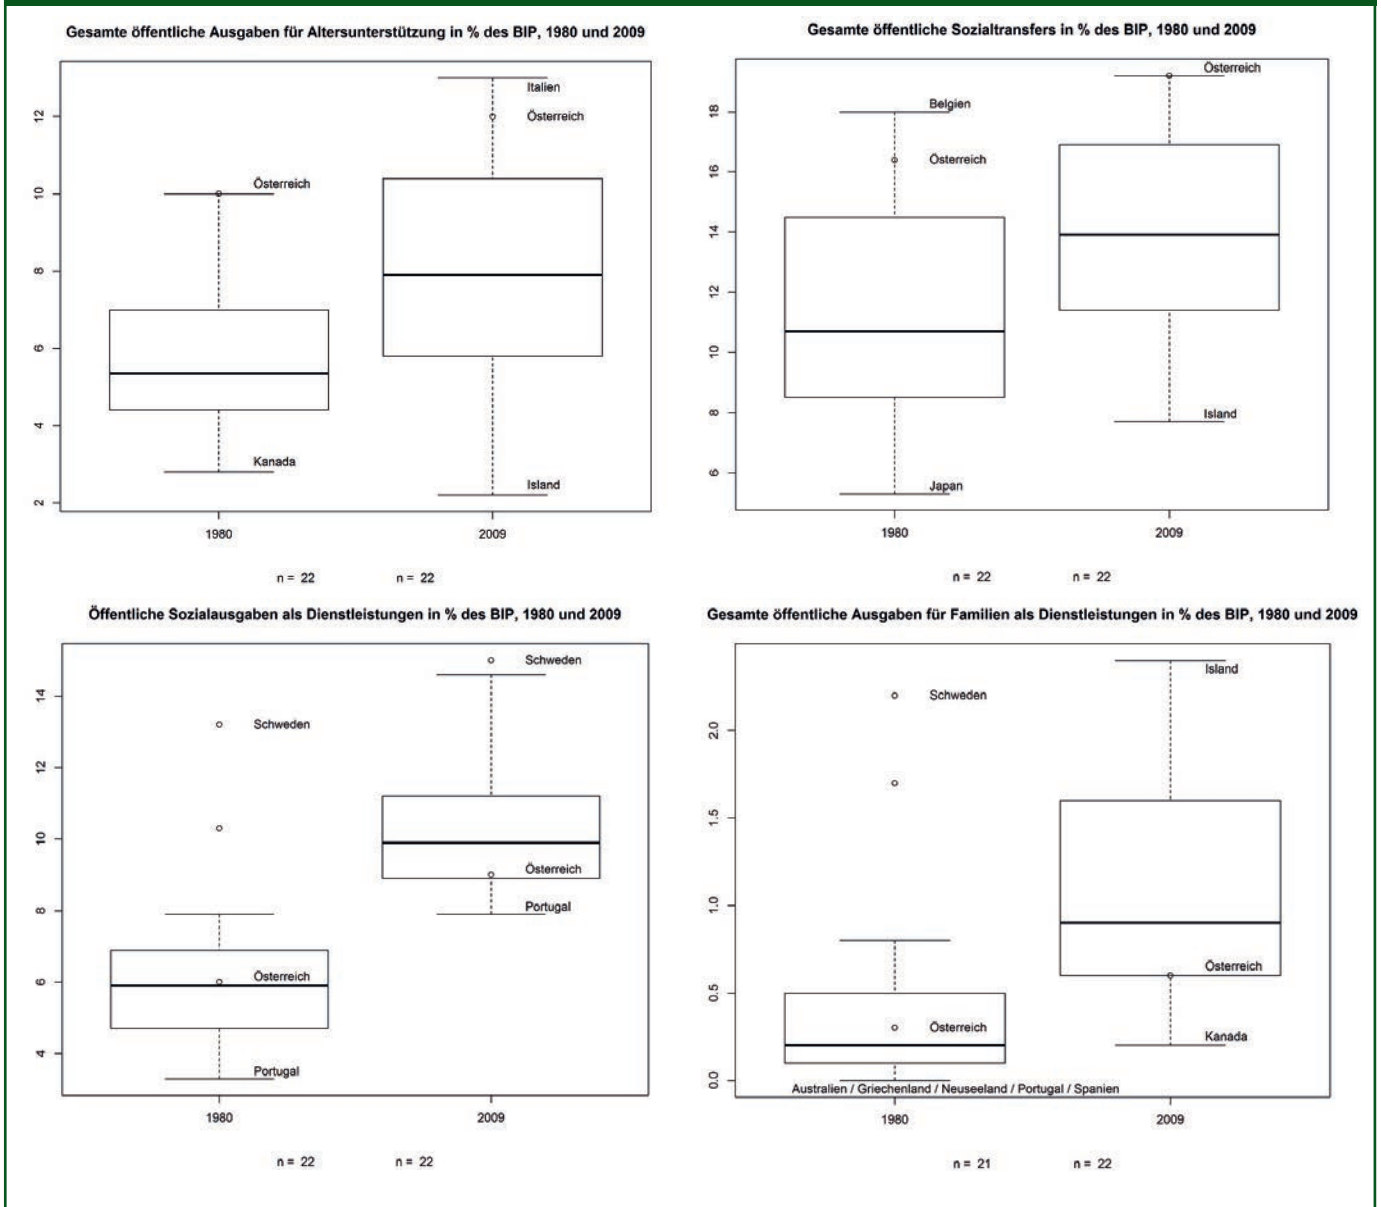 Gesamte öffentliche Ausgaben für Altersunterstützung in % des BIP, 1980 und 2009
12
10
8
6
4
2
Italien
Österreich
Österreich
Kanada
Island
1980
2009
n = 22
n = 22
Gesamte öffentliche Sozialtransfers in % des BIP, 1980 und 2009
18
16
14
12
10
8
6
Österreich
Belgien
Österreich
Island
Japan
1980
2009
n = 22
n = 22
Öffentliche Sozialausgaben als Dienstleistungen in % des BIP, 1980 und 2009
14
12
10
8
6
4
Schweden
Schweden
Österreich
Portugal
Österreich
Portugal
1980
2009
n = 22
n = 22
Gesamte öffentliche Ausgaben für Familien als Dienstleistungen in % des BIP, 1980 und 2009
2.0
1.5
1.0
0.5
0.0
Island
Schweden
Österreich
Österreich
Kanada
Australien / Griechenland / Neuseeland / Portugal / Spanien
1980
2009
n = 21
n = 22